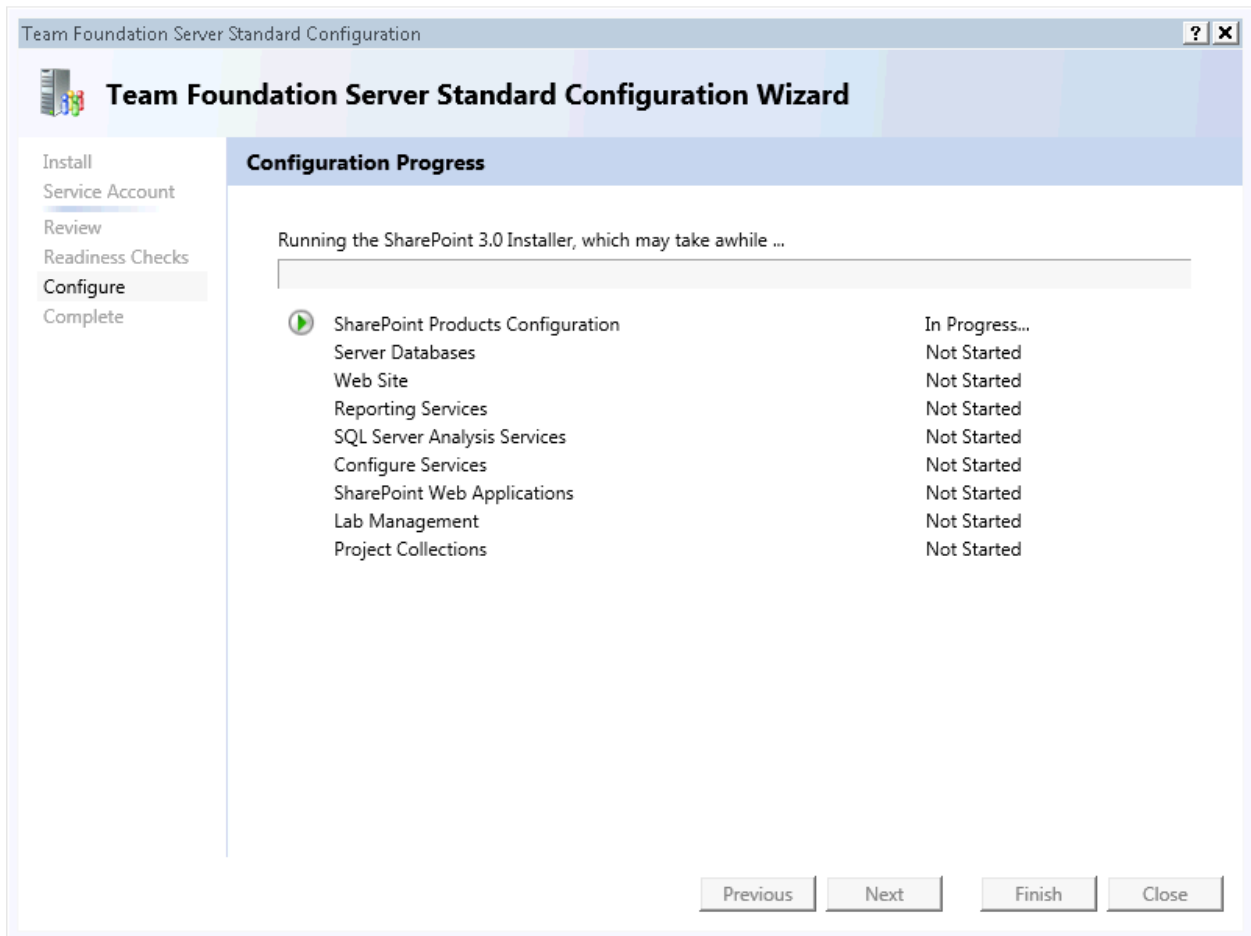 Team Foundation Server Standard Configuration
? X
Team Foundation Server Standard Configuration Wizard
Install
Service Account
Review
Readiness Checks
Configure
Complete
Configuration Progress
Running the SharePoint 3.0 Installer, which may take awhile ...
SharePoint Products Configuration In Progress...
Server Databases Not Started
Web Site Not Started
Reporting Services Not Started
SQL Server Analysis Services Not Started
Configure Services Not Started
SharePoint Web Applications Not Started
Lab Management Not Started
Project Collections Not Started
Previous Next Finish Close